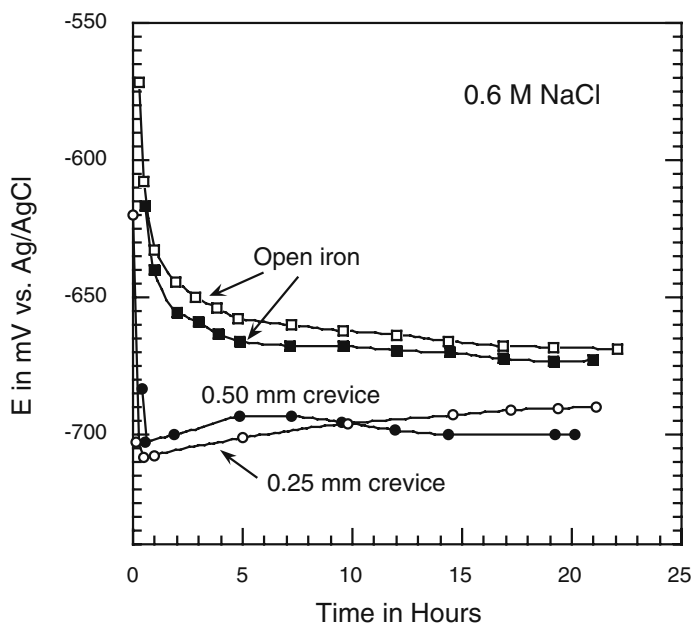 E in mV vs. Ag/AgCl
-550
-600
-650
-700
0.6 M NaCl
Open iron
0.50 mm crevice
0.25 mm crevice
0 5 10 15 20 25
Time in Hours